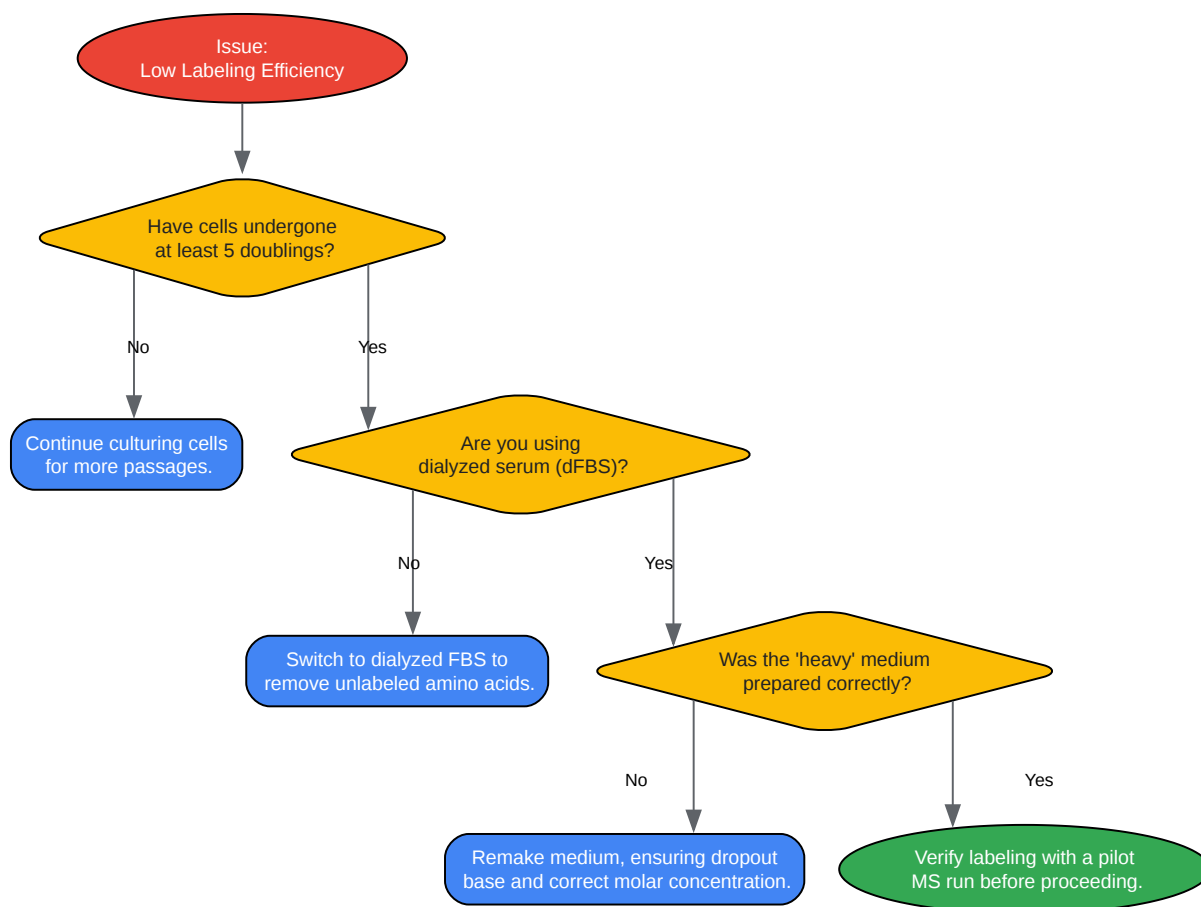 Issue:
Low Labeling Efficiency
Have cells undergone
at least 5 doublings?
No
Yes
Continue culturing cells
for more passages.
Are you using
dialyzed serum (dFBS)?
No
Yes
Switch to dialyzed FBS to
remove unlabeled amino acids.
Was the 'heavy' medium
prepared correctly?
No
Yes
Remake medium, ensuring dropout
base and correct molar concentration.
Verify labeling with a pilot
MS run before proceeding.